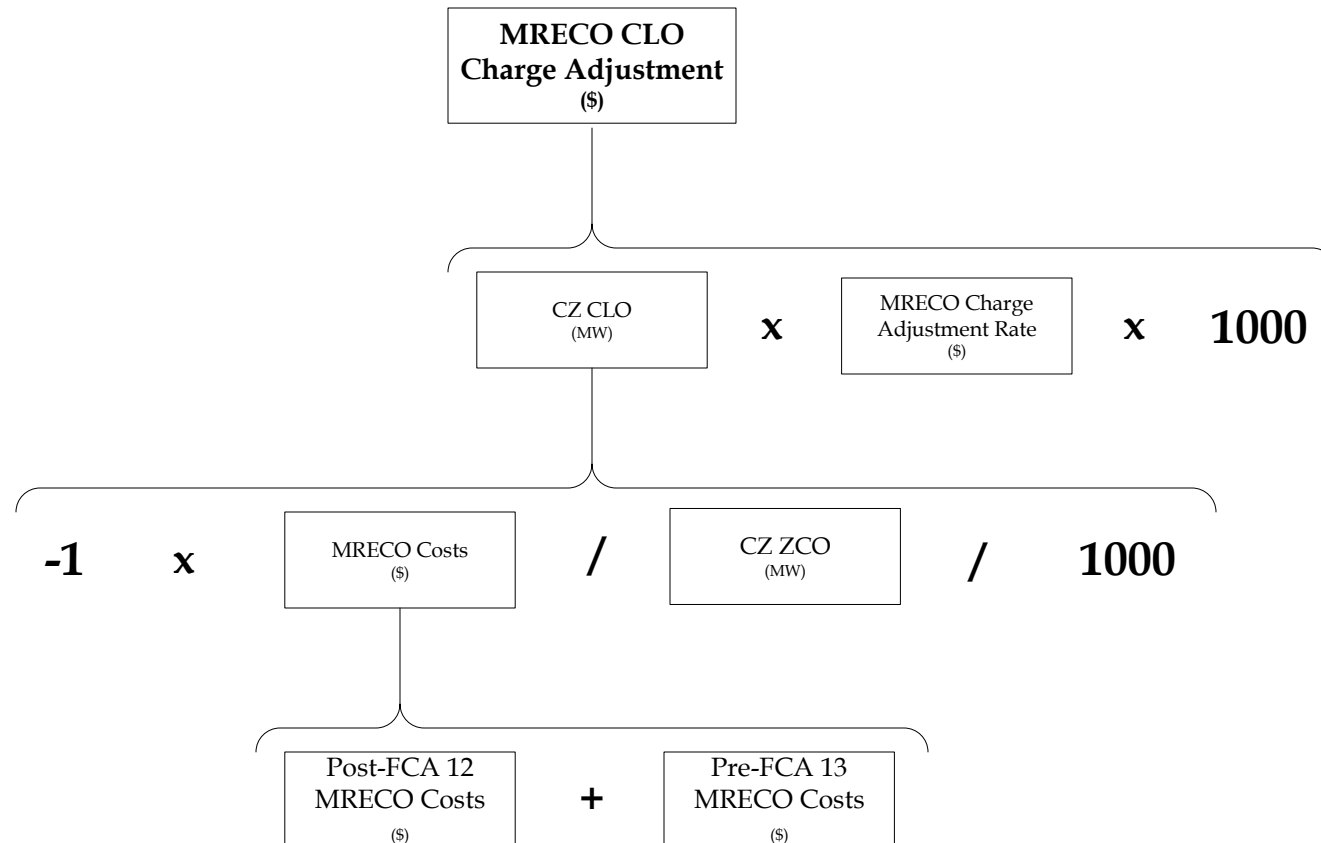 MRECO CLO
Charge Adjustment
($)
CZ CLO
(MW)
x
MRECO Charge
Adjustment Rate
($)
x
1000
-1
x
MRECO Costs
($)
/
CZ ZCO
(MW)
/
1000
Post-FCA 12
MRECO Costs
($)
+
Pre-FCA 13
MRECO Costs
($)